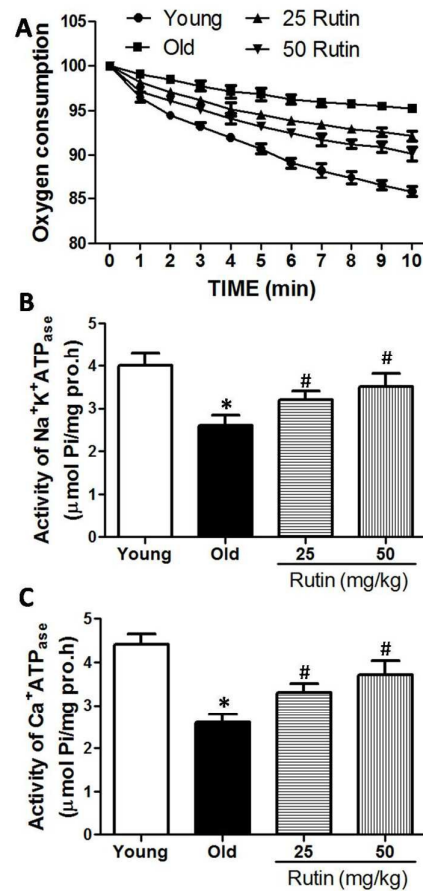 A
Young
25 Rutin
Old
50 Rutin
Oxygen consumption
100
95
90
85
80
0 1 2 3 4 5 6 7 8 9 10
TIME (min)
B
Activity of Na⁺K⁺ATPase
(μmol Pi/mg pro.h)
5
4
3
2
1
0
*
#
#
Young Old 25 50
Rutin (mg/kg)
C
Activity of Ca⁺ATPase
(μmol Pi/mg pro.h)
5
4
3
2
1
0
*
#
#
Young Old 25 50
Rutin (mg/kg)